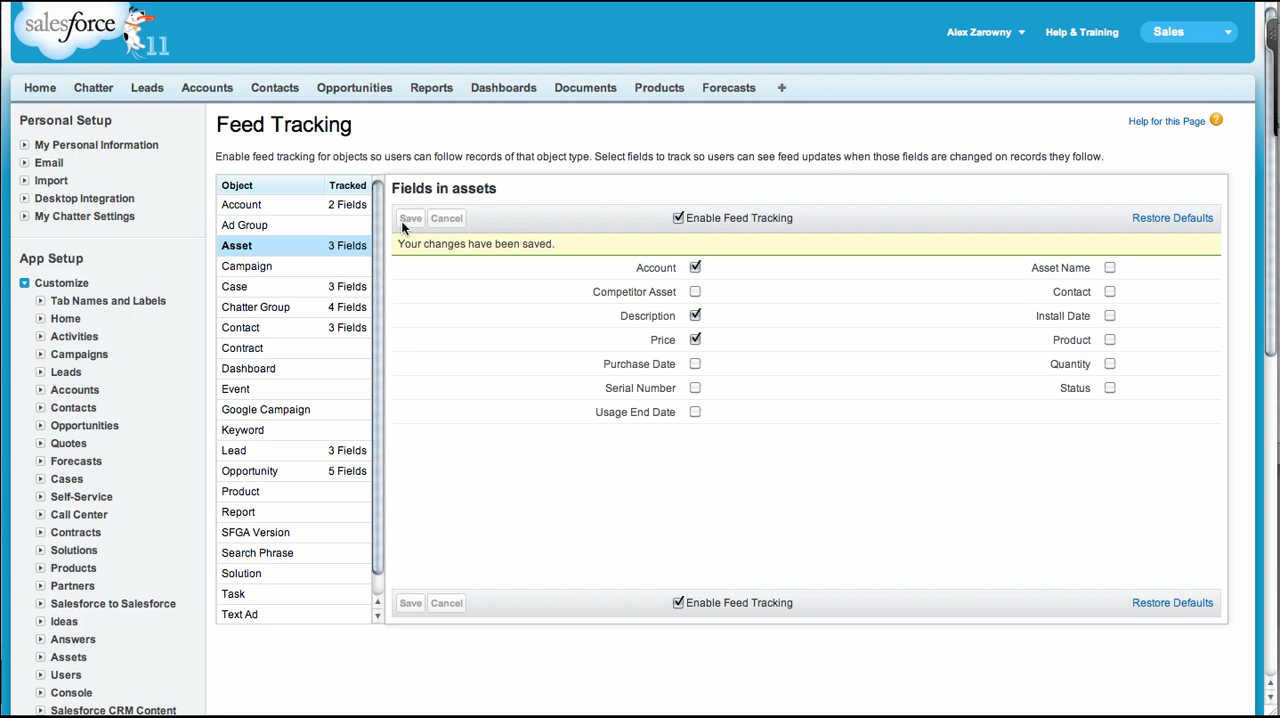 salesforce
11
Alex Zarowny
Help & Training
Sales
Home Chatter Leads Accounts Contacts Opportunities Reports Dashboards Documents Products Forecasts +
Personal Setup
My Personal Information
Email
Import
Desktop Integration
My Chatter Settings
App Setup
Customize
Tab Names and Labels
Home
Activities
Campaigns
Leads
Accounts
Contacts
Opportunities
Quotes
Forecasts
Cases
Self-Service
Call Center
Contracts
Solutions
Products
Partners
Salesforce to Salesforce
Ideas
Answers
Assets
Users
Console
Salesforce CRM Content
Feed Tracking
Help for this Page ?
Enable feed tracking for objects so users can follow records of that object type. Select fields to track so users can see feed updates when those fields are changed on records they follow.
Object Tracked
Account 2 Fields
Ad Group
Asset 3 Fields
Campaign
Case 3 Fields
Chatter Group 4 Fields
Contact 3 Fields
Contract
Dashboard
Event
Google Campaign
Keyword
Lead 3 Fields
Opportunity 5 Fields
Product
Report
SFGA Version
Search Phrase
Solution
Task
Text Ad
Fields in assets
Save Cancel Enable Feed Tracking Restore Defaults
Your changes have been saved.
Account Asset Name
Competitor Asset Contact
Description Install Date
Price Product
Purchase Date Quantity
Serial Number Status
Usage End Date
Save Cancel Enable Feed Tracking Restore Defaults